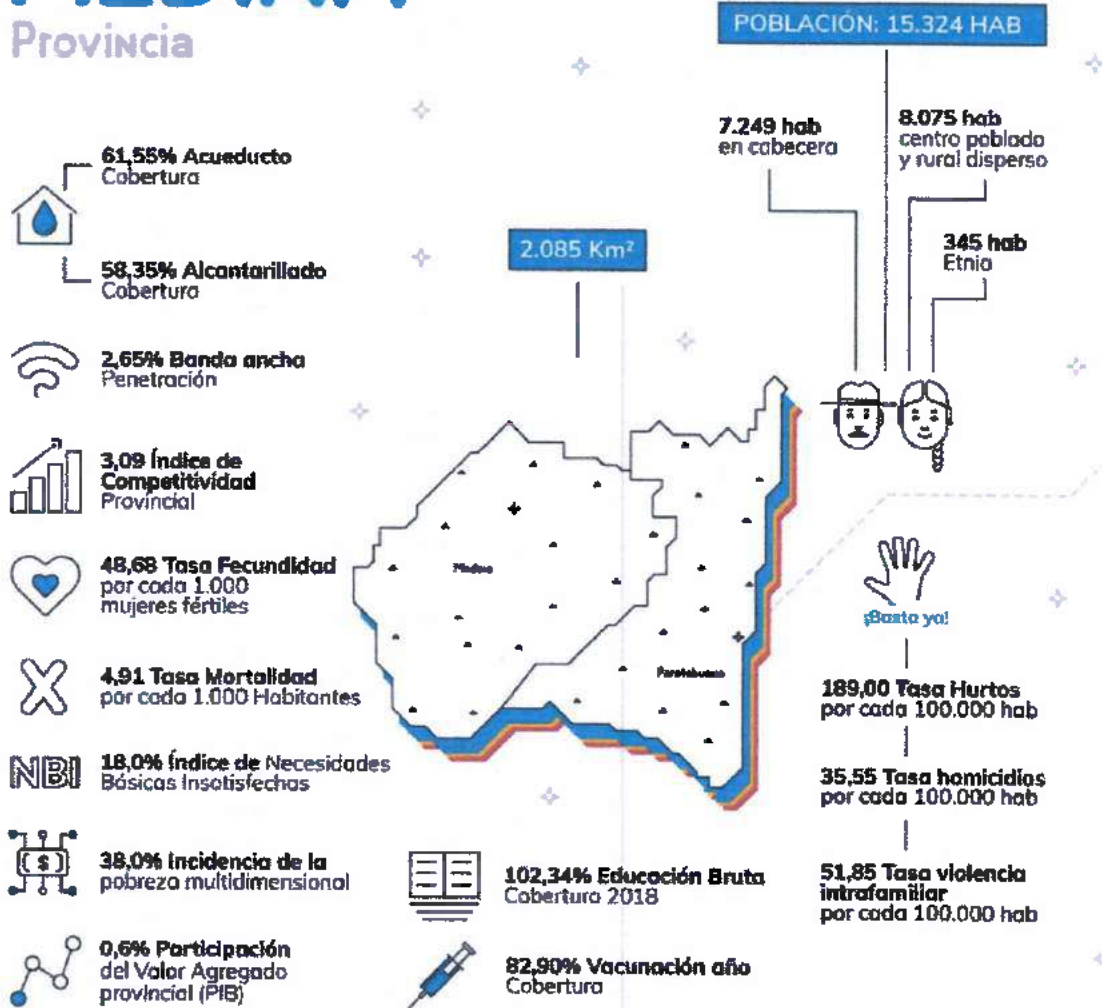 Provincia
POBLACIÓN: 15.324 HAB
7.249 hab
en cabecera
8.075 hab
centro poblado
y rural disperso
345 hab
Etnia
61,55% Acueducto
Cobertura
58,35% Alcantarillado
Cobertura
2.085 Km²
2,65% Banda ancha
Penetración
3,09 Índice de
Competitividad
Provincial
48,68 Tasa Fecundidad
por cada 1.000
mujeres fértiles
4,91 Tasa Mortalidad
por cada 1.000 Habitantes
NBI
18,0% Índice de Necesidades
Básicas Insatisfechas
$
38,0% Incidencia de la
pobreza multidimensional
0,6% Participación
del Valor Agregado
provincial (PIB)
Medina
Paratebueno
102,34% Educación Bruta
Cobertura 2018
82,90% Vacunación año
Cobertura
¡Basta ya!
189,00 Tasa Hurtos
por cada 100.000 hab
35,55 Tasa homicidios
por cada 100.000 hab
51,85 Tasa violencia
intrafamiliar
por cada 100.000 hab